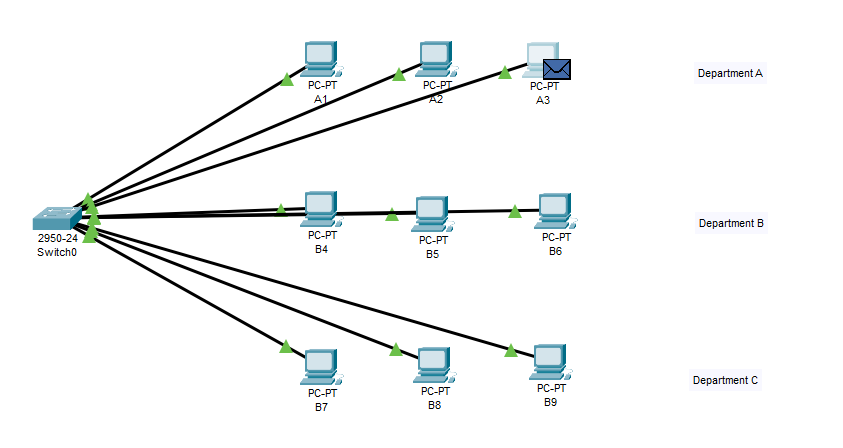 PC-PT
A1
PC-PT
A2
PC-PT
A3
Department A
2950-24
Switch0
PC-PT
B4
PC-PT
B5
PC-PT
B6
Department B
PC-PT
B7
PC-PT
B8
PC-PT
B9
Department C